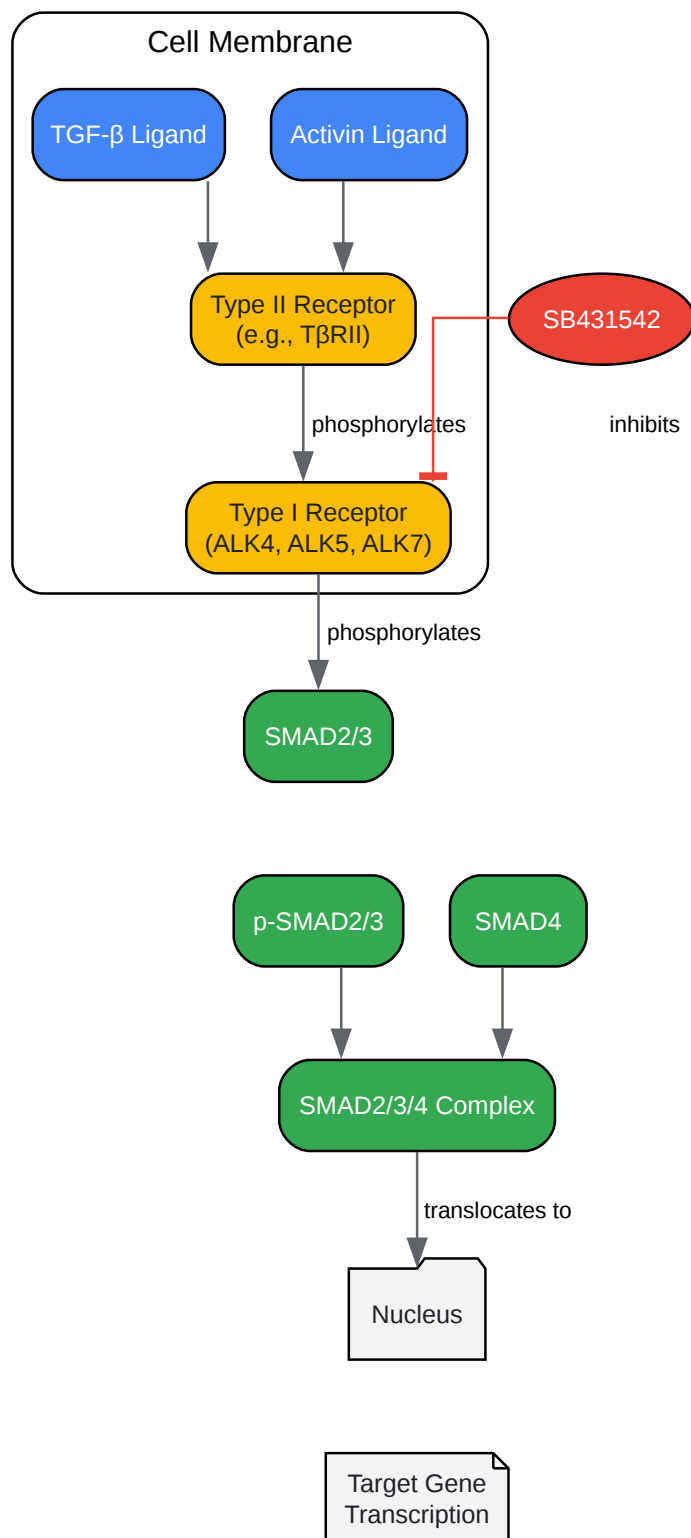 Cell Membrane
TGF-β Ligand
Activin Ligand
Type II Receptor
(e.g., TβRII)
SB431542
phosphorylates
inhibits
Type I Receptor
(ALK4, ALK5, ALK7)
phosphorylates
SMAD2/3
p-SMAD2/3
SMAD4
SMAD2/3/4 Complex
translocates to
Nucleus
Target Gene
Transcription